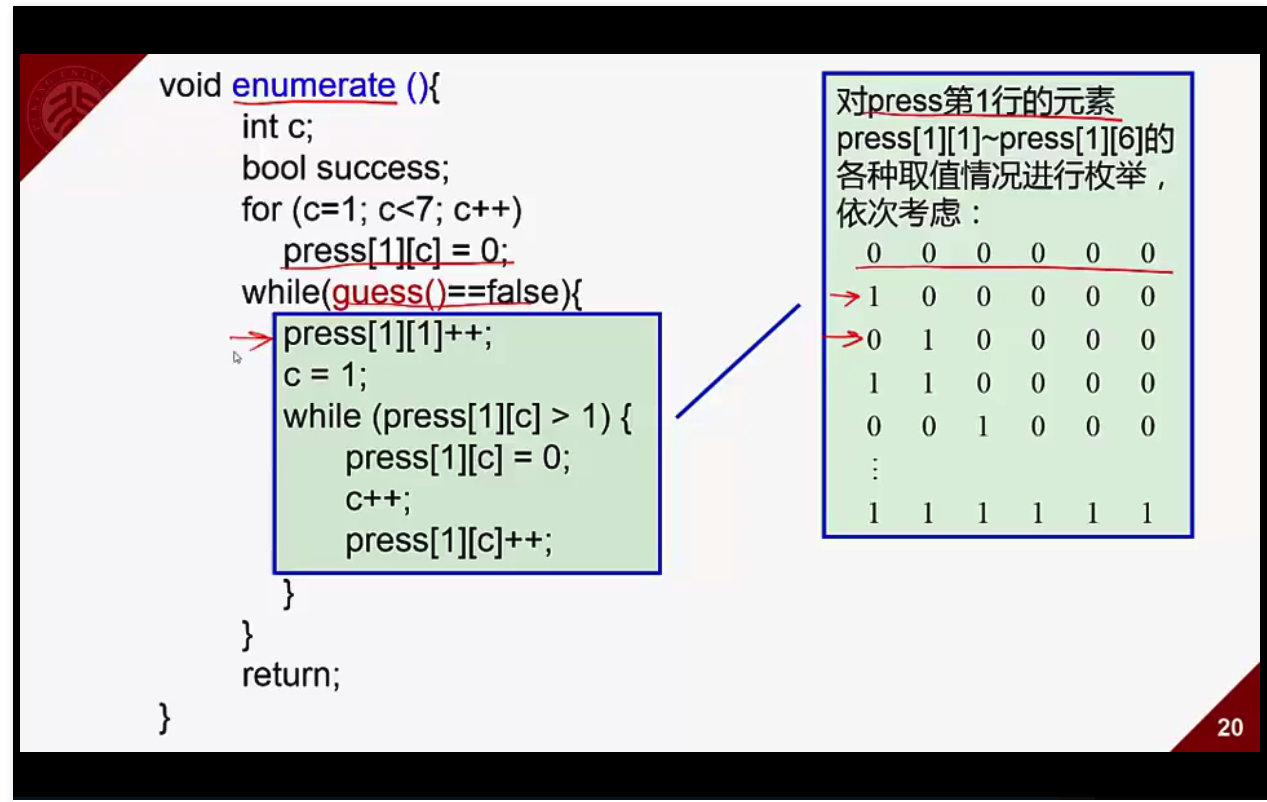 void enumerate (){
int c;
bool success;
for (c=1; c<7; c++)
press[1][c] = 0;
while(guess()==false){
press[1][1]++;
c = 1;
while (press[1][c] > 1) {
press[1][c] = 0;
c++;
press[1][c]++;
}
}
return;
}
对press第1行的元素
press[1][1]~press[1][6]的
各种取值情况进行枚举，
依次考虑：
0 0 0 0 0 0
1 0 0 0 0 0
0 1 0 0 0 0
1 1 0 0 0 0
0 0 1 0 0 0
⋮
1 1 1 1 1 1
20